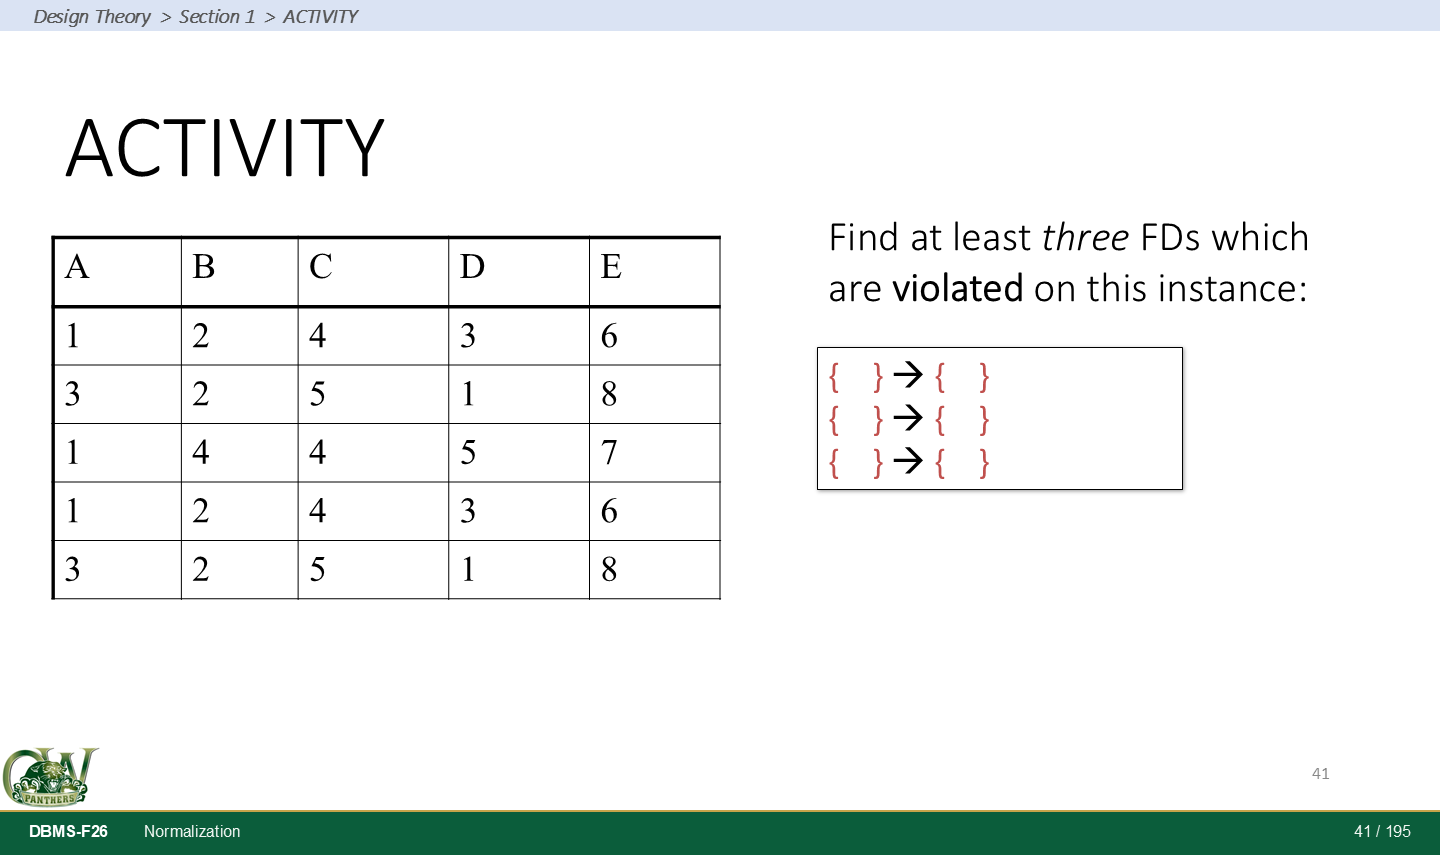 Design Theory > Section 1 > ACTIVITY
ACTIVITY
A B C D E
1 2 4 3 6
3 2 5 1 8
1 4 4 5 7
1 2 4 3 6
3 2 5 1 8
Find at least three FDs which
are violated on this instance:
{ } → { }
{ } → { }
{ } → { }
41
OW
PANTHERS
DBMS-F26 Normalization 41 / 195